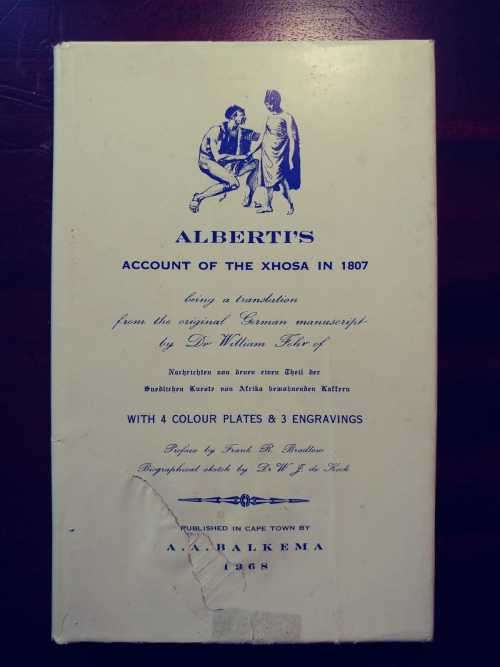 ALBERTI'S
ACCOUNT OF THE XHOSA IN 1807
being a translation
from the original German manuscript
by Dr William Fehr of
Nachrichten von denen einen Theil der
Suedlichen Kueste von Afrika bewohnenden Kaffern
WITH 4 COLOUR PLATES & 3 ENGRAVINGS
Preface by Frank R. Bradlow
Biographical sketch by Dr W. J. de Kock
PUBLISHED IN CAPE TOWN BY
A. A. BALKEMA
1968